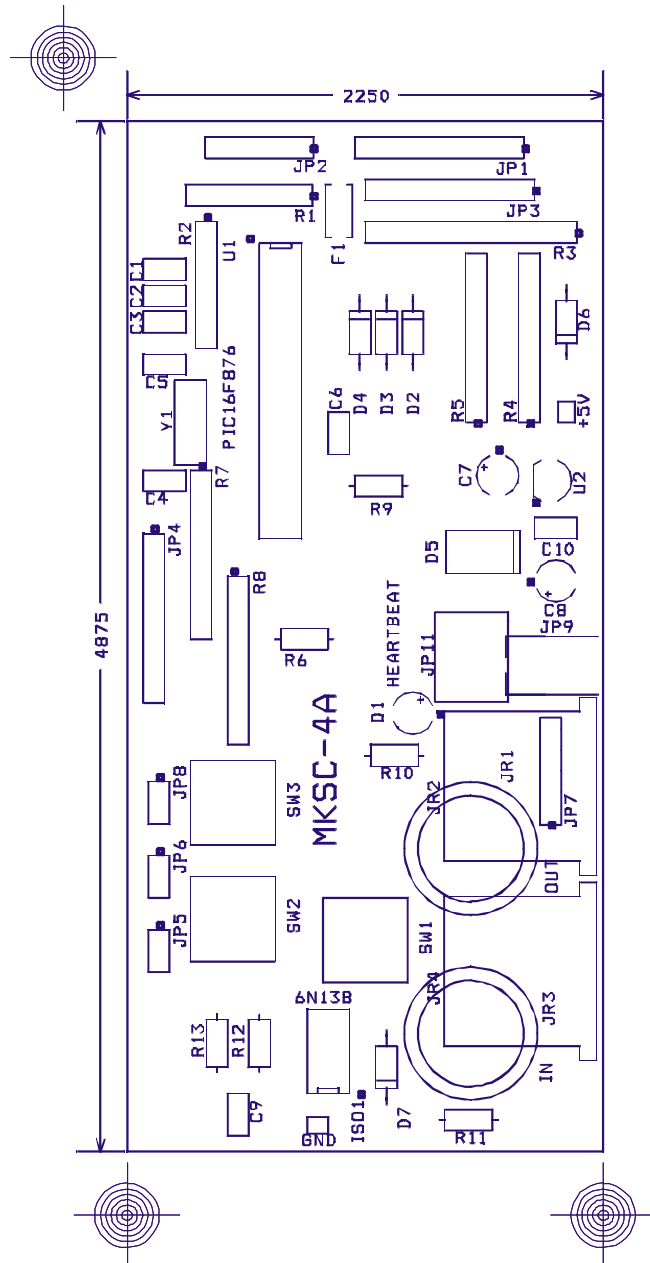 2250
JP2
JP1
R1
JP3
R2
U1
F1
R3
C1
C2
C3
D6
C5
PIC16F876
C6
D4
D3
D2
R5
R4
+5V
Y1
R7
C7
+
U2
C4
R9
JP4
D5
C10
R8
+
C8
JP9
4875
HEARTBEAT
R6
JP11
D1
+
MKSC-4A
R10
JR1
JP8
SW3
JR2
JP7
JP6
OUT
JP5
SW2
SW1
6N138
JR4
JR3
R13
R12
IN
C9
ISO1
D7
GND
R11